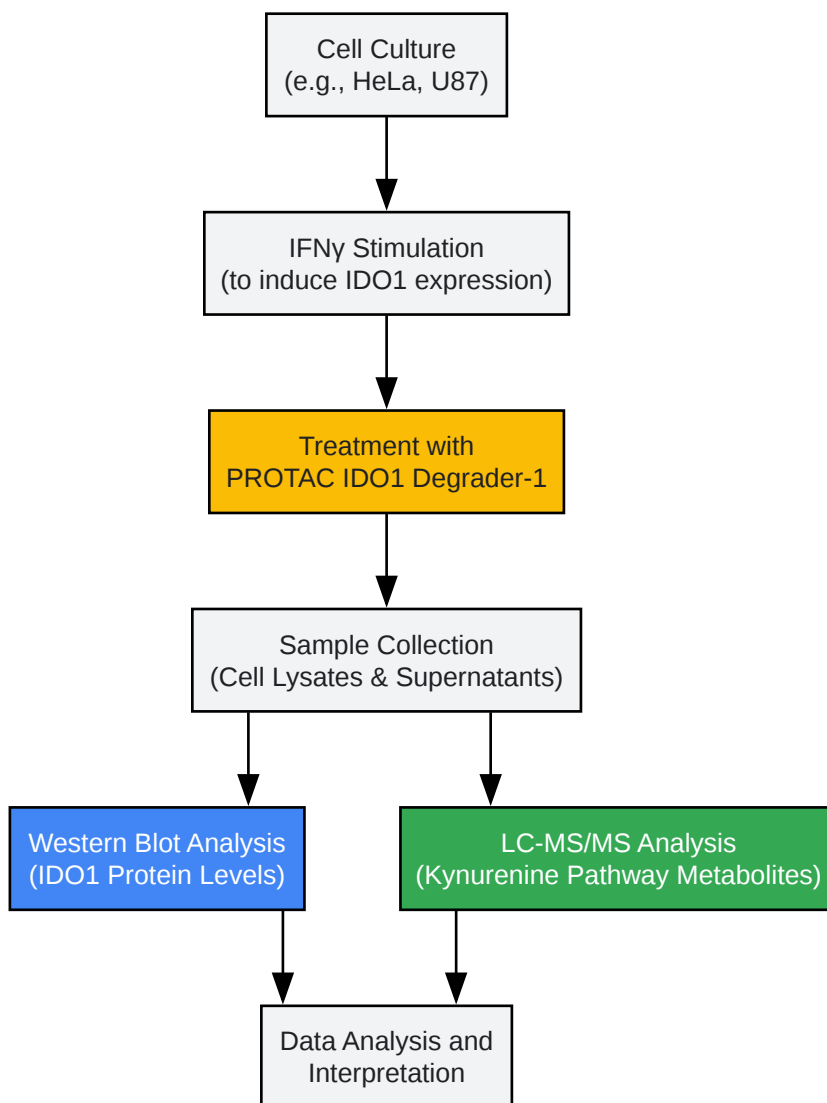 Cell Culture
(e.g., HeLa, U87)
IFNγ Stimulation
(to induce IDO1 expression)
Treatment with
PROTAC IDO1 Degrader-1
Sample Collection
(Cell Lysates & Supernatants)
Western Blot Analysis
(IDO1 Protein Levels)
LC-MS/MS Analysis
(Kynurenine Pathway Metabolites)
Data Analysis and
Interpretation